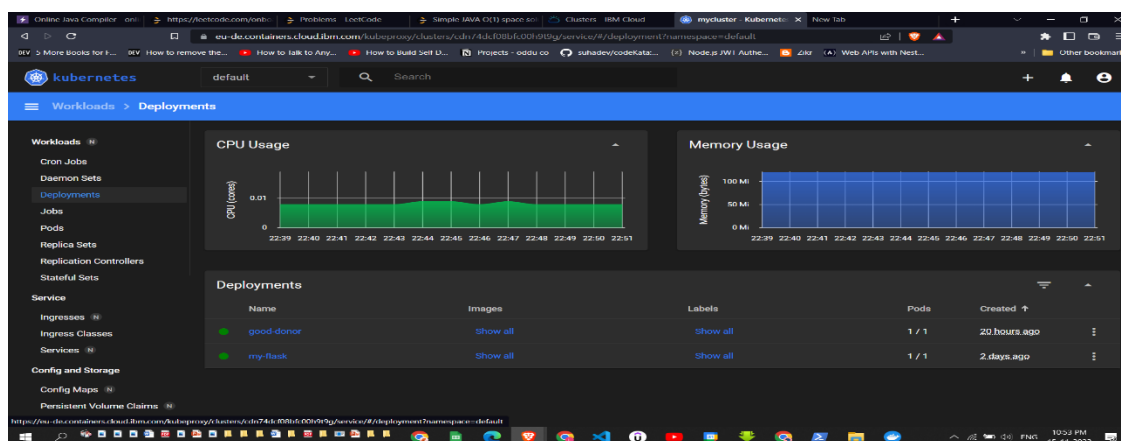 Online Java Compiler - onli
https://leetcode.com/onbo
Problems - LeetCode
Simple JAVA O(1) space sol
Clusters - IBM Cloud
mycluster - Kubernete
New Tab
eu-de.containers.cloud.ibm.com/kubeproxy/clusters/cdn74dcf08bfc00h9t9g/service/#/deployment?namespace=default
5 More Books for F...
How to remove the...
How to Talk to Any...
How to Build Self D...
Projects - oddu co
suhadev/codeKata:...
Node.js JWT Authe...
Zikr
Web APIs with Nest...
Other bookmar
kubernetes
default
Search
Workloads > Deployments
Workloads N
Cron Jobs
Daemon Sets
Deployments
Jobs
Pods
Replica Sets
Replication Controllers
Stateful Sets
Service
Ingresses N
Ingress Classes
Services N
Config and Storage
Config Maps N
Persistent Volume Claims N
CPU Usage
CPU (cores)
0.01
0
22:39 22:40 22:41 22:42 22:43 22:44 22:45 22:46 22:47 22:48 22:49 22:50 22:51
Memory Usage
Memory (bytes)
100 Mi
50 Mi
0 Mi
22:39 22:40 22:41 22:42 22:43 22:44 22:45 22:46 22:47 22:48 22:49 22:50 22:51
Deployments
Name Images Labels Pods Created
good-donor Show all Show all 1 / 1 20 hours ago
my-flask Show all Show all 1 / 1 2 days ago
https://eu-de.containers.cloud.ibm.com/kubeproxy/clusters/cdn74dcf08bfc00h9t9g/service/#/deployment?namespace=default
ENG
10:53 PM